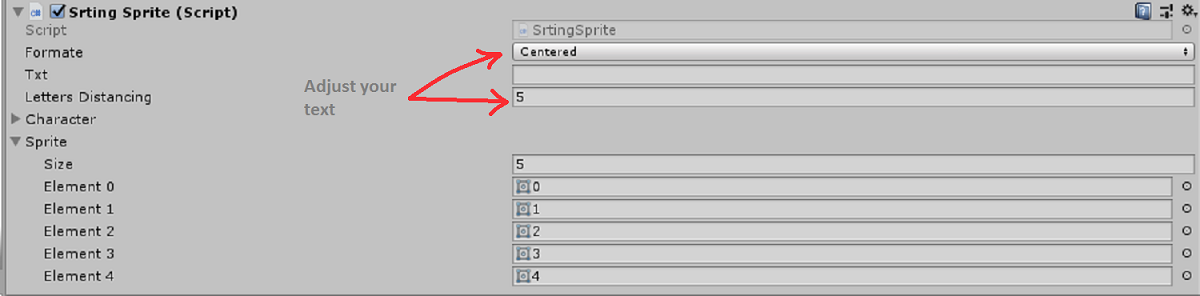 Srting Sprite (Script)
Script SrtingSprite
Formate Centered
Txt
Letters Distancing 5
Adjust your
text
Character
Sprite
Size 5
Element 0 0
Element 1 1
Element 2 2
Element 3 3
Element 4 4